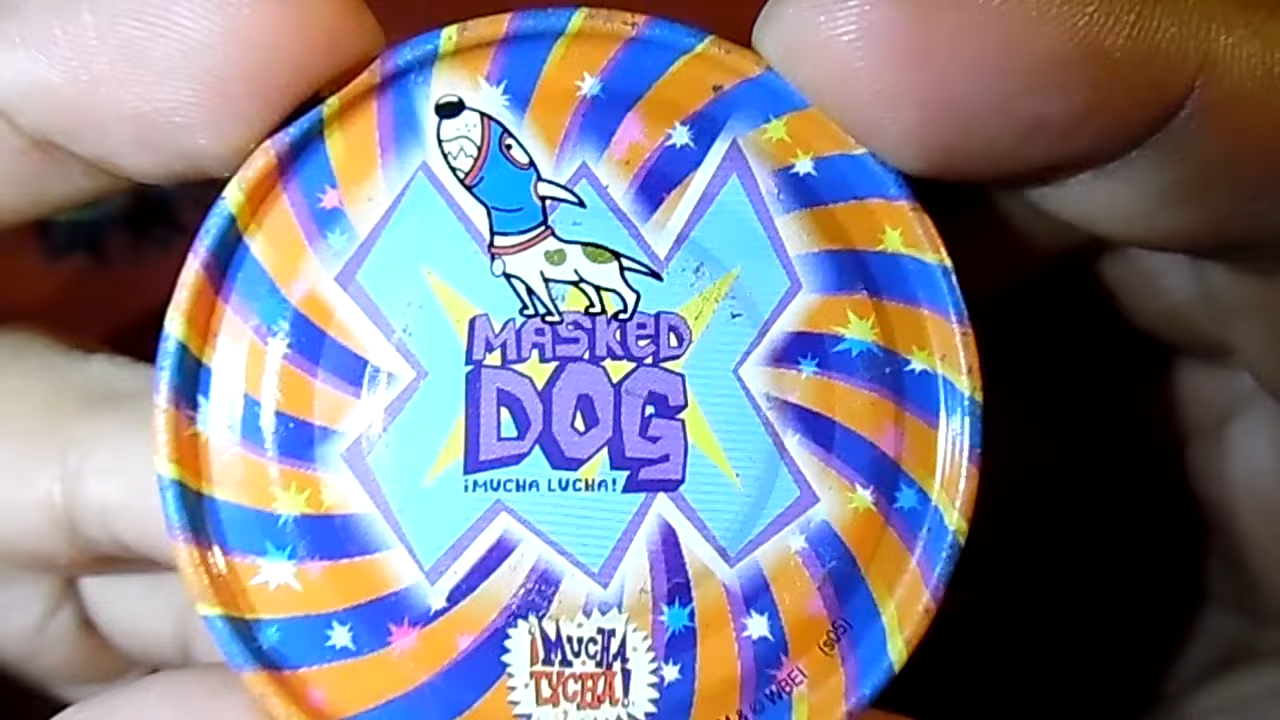 MASKED
DOG
¡MUCHA LUCHA!
¡MUCHA
LUCHA!
& © WBEI (s05)